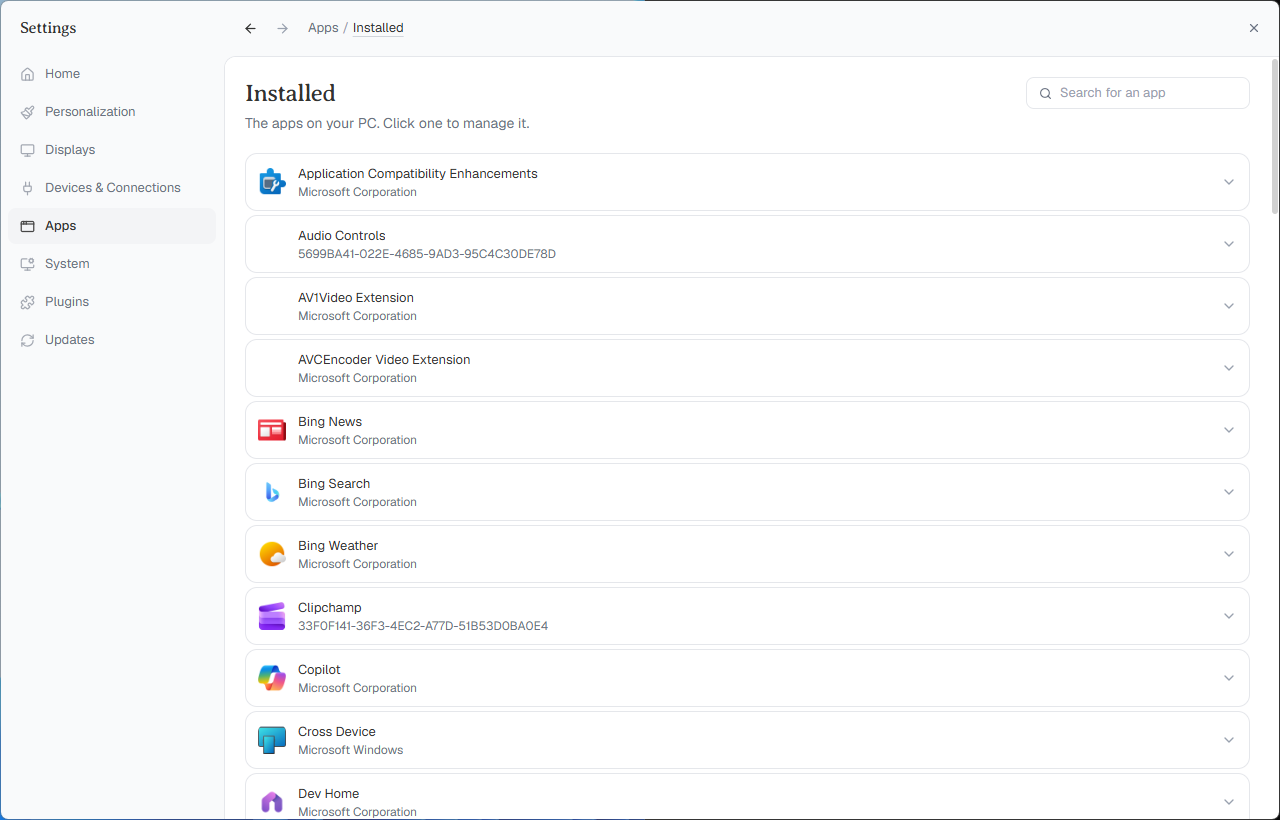 Settings
Apps / Installed
Home
Personalization
Displays
Devices & Connections
Apps
System
Plugins
Updates
Installed
Search for an app
The apps on your PC. Click one to manage it.
Application Compatibility Enhancements
Microsoft Corporation
Audio Controls
5699BA41-022E-4685-9AD3-95C4C30DE78D
AV1Video Extension
Microsoft Corporation
AVCEncoder Video Extension
Microsoft Corporation
Bing News
Microsoft Corporation
Bing Search
Microsoft Corporation
Bing Weather
Microsoft Corporation
Clipchamp
33F0F141-36F3-4EC2-A77D-51B53D0BA0E4
Copilot
Microsoft Corporation
Cross Device
Microsoft Windows
Dev Home
Microsoft Corporation